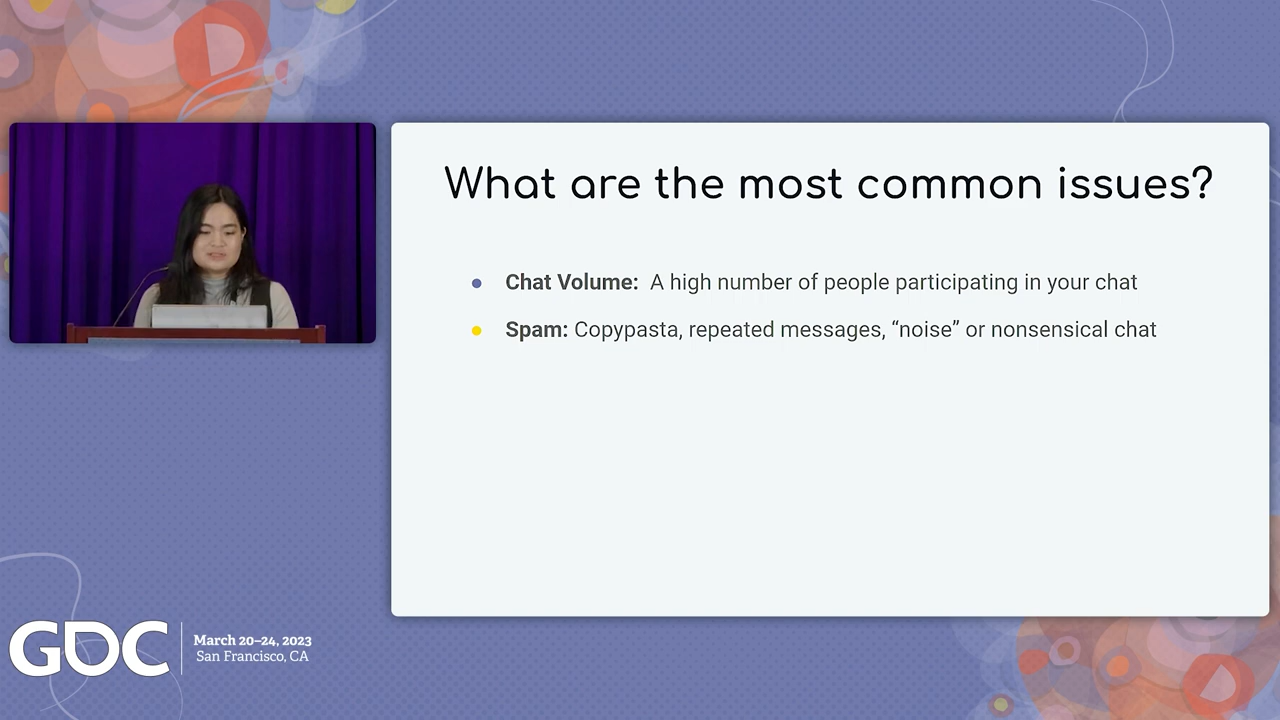 What are the most common issues?
Chat Volume: A high number of people participating in your chat
Spam: Copypasta, repeated messages, “noise” or nonsensical chat
GDC
March 20–24, 2023
San Francisco, CA